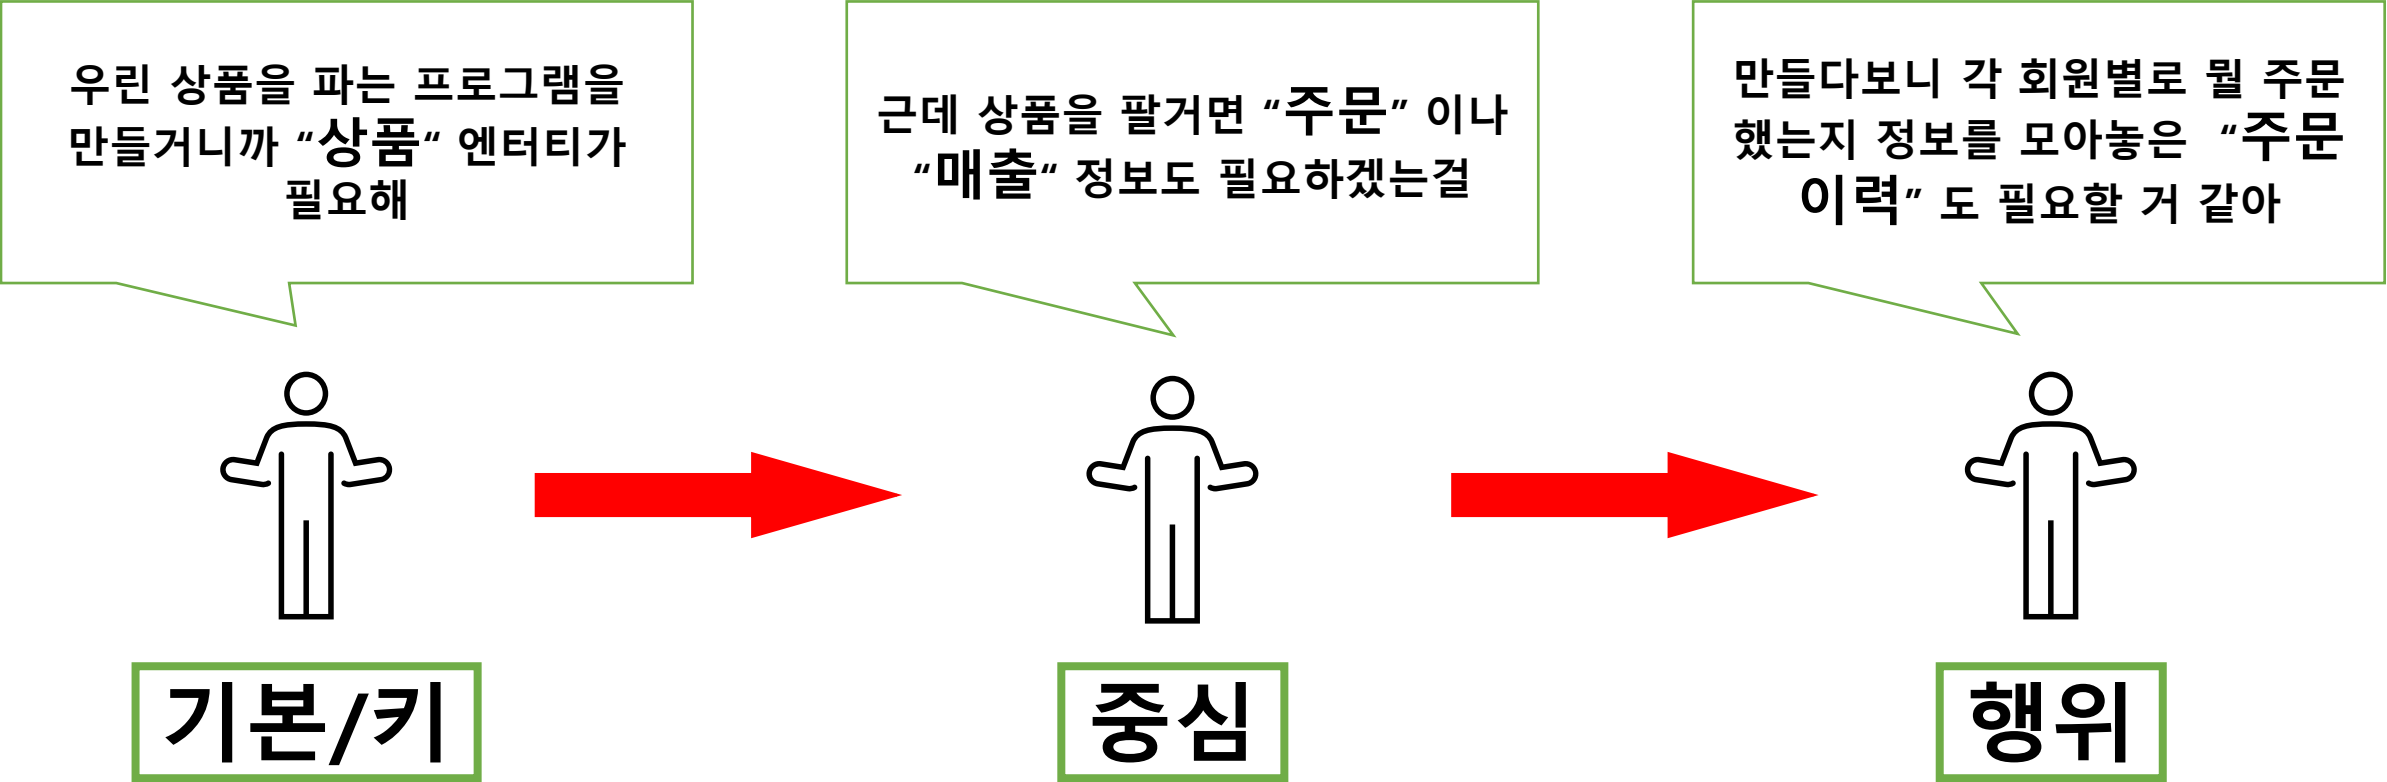 우린 상품을 파는 프로그램을
만들거니까 “상품“ 엔터티가
필요해
근데 상품을 팔거면 “주문” 이나
“매출“ 정보도 필요하겠는걸
만들다보니 각 회원별로 뭘 주문
했는지 정보를 모아놓은 “주문
이력” 도 필요할 거 같아
기본/키
중심
행위